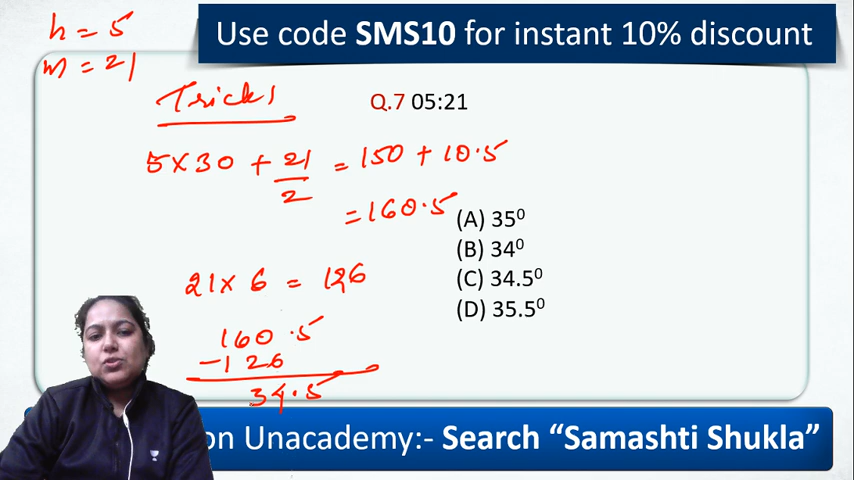 h = 5
m = 21
Use code SMS10 for instant 10% discount
Tricks
Q.7 05:21
5 × 30 + 21/2 = 150 + 10.5
= 160.5
(A) 35⁰
(B) 34⁰
(C) 34.5⁰
(D) 35.5⁰
21 × 6 = 126
160.5
- 126
34.5
on Unacademy:- Search “Samashti Shukla”